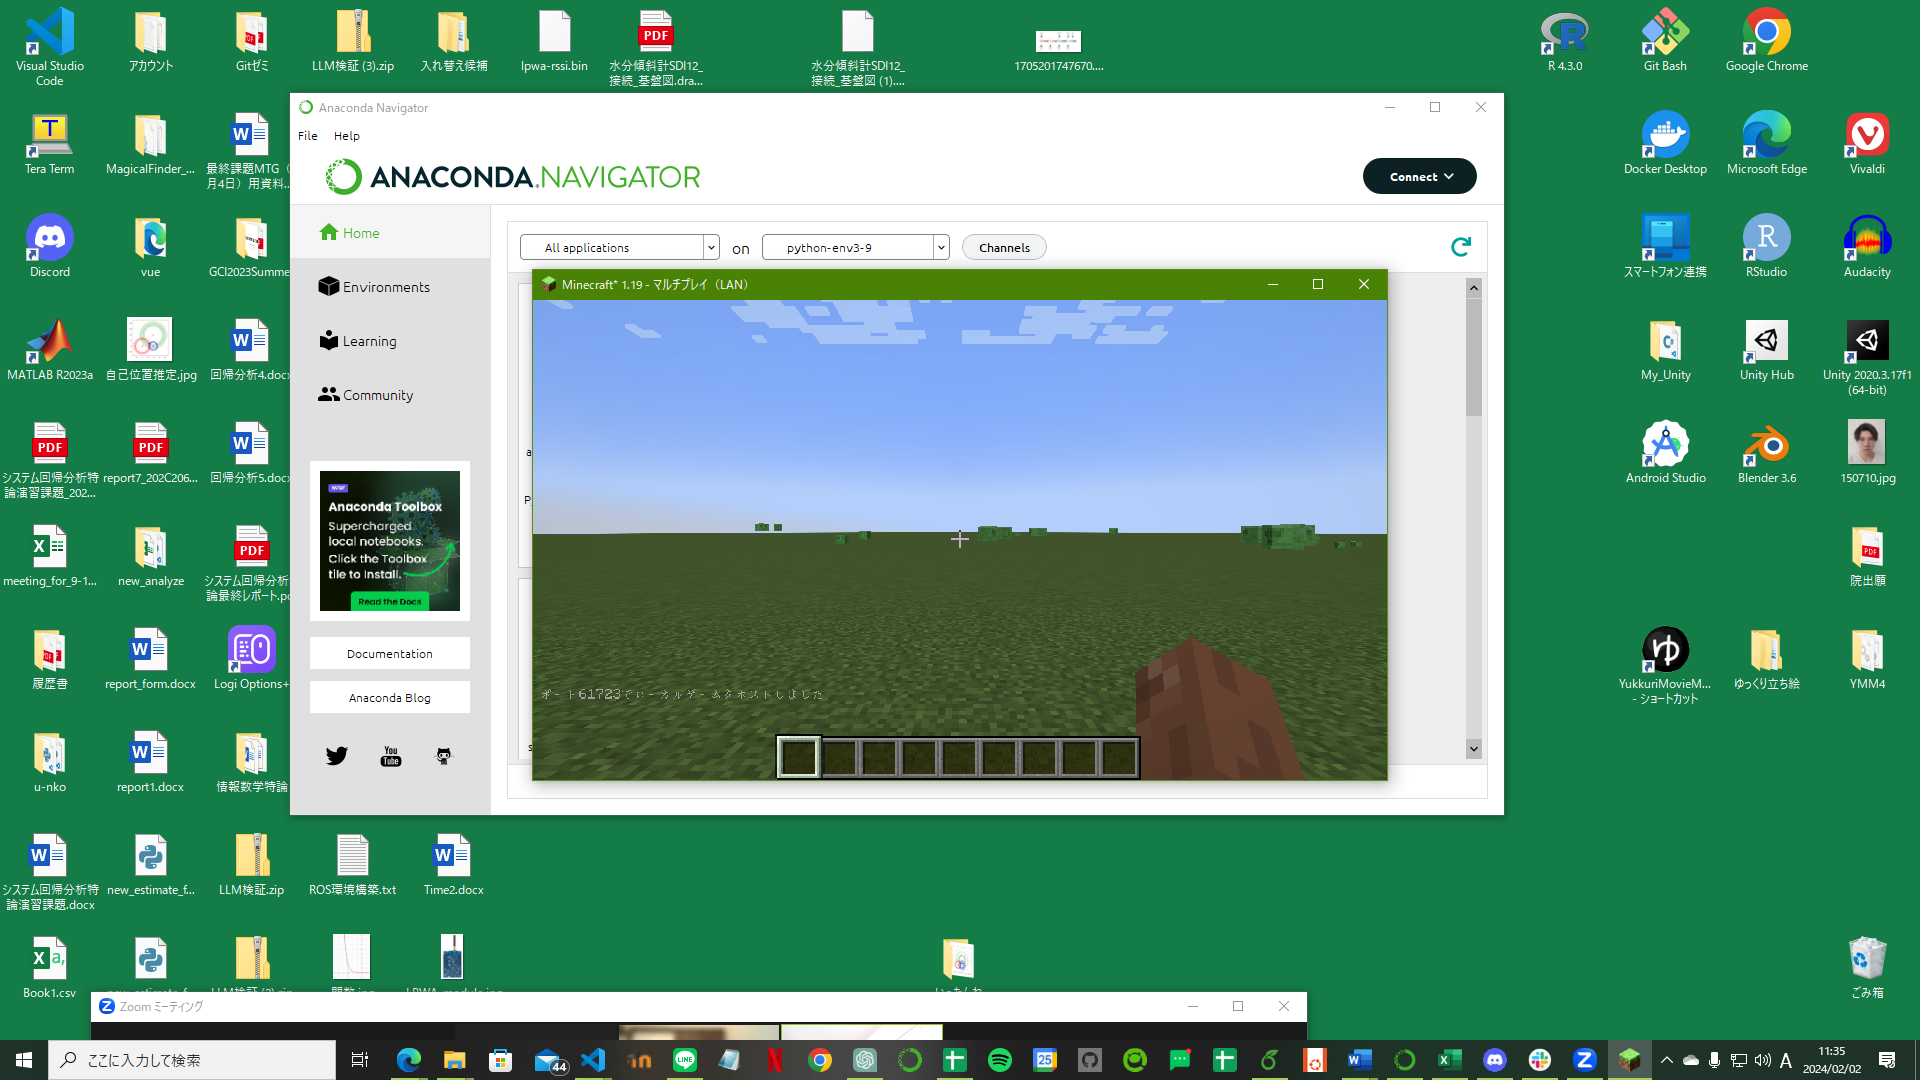 Visual Studio
Code
アカウント
Gitゼミ
LLM検証 (3).zip
入れ替え候補
lpwa-rssi.bin
水分傾斜計SDI12_
接続_基盤図.dra...
水分傾斜計SDI12_
接続_基盤図 (1)....
1705201747670....
R 4.3.0
Git Bash
Google Chrome
Anaconda Navigator
File Help
ANACONDA.NAVIGATOR
Connect
Tera Term
MagicalFinder_...
最終課題MTG（
月4日）用資料...
Docker Desktop
Microsoft Edge
Vivaldi
Home
All applications
on
python-env3-9
Channels
Discord
vue
GCI2023Summe
スマートフォン連携
RStudio
Audacity
Environments
Learning
Community
Minecraft* 1.19 - マルチプレイ（LAN）
MATLAB R2023a
自己位置推定.jpg
回帰分析4.docx
My_Unity
Unity Hub
Unity 2020.3.17f1
(64-bit)
システム回帰分析特
論演習課題_202...
report7_202C206...
回帰分析5.docx
Android Studio
Blender 3.6
150710.jpg
Anaconda Toolbox
Supercharged
local notebooks.
Click the Toolbox
tile to install.
Read the Docs
meeting_for_9-1...
new_analyze
システム回帰分析
論最終レポート.pd
院出願
Documentation
Anaconda Blog
履歴書
report_form.docx
Logi Options+
ポート61723でローカルゲームをホストしました
YukkuriMovieM...
- ショートカット
ゆっくり立ち絵
YMM4
You
Tube
u-nko
report1.docx
情報数学特論
システム回帰分析特
論演習課題.docx
new_estimate_f...
LLM検証.zip
ROS環境構築.txt
Time2.docx
Book1.csv
ごみ箱
Zoom ミーティング
ここに入力して検索
44
25
A
11:35
2024/02/02